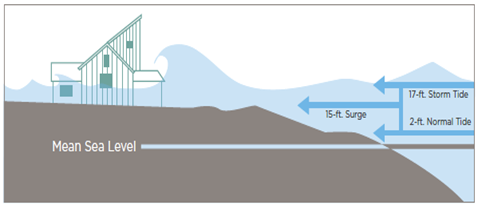 17-ft. Storm Tide
15-ft. Surge
2-ft. Normal Tide
Mean Sea Level